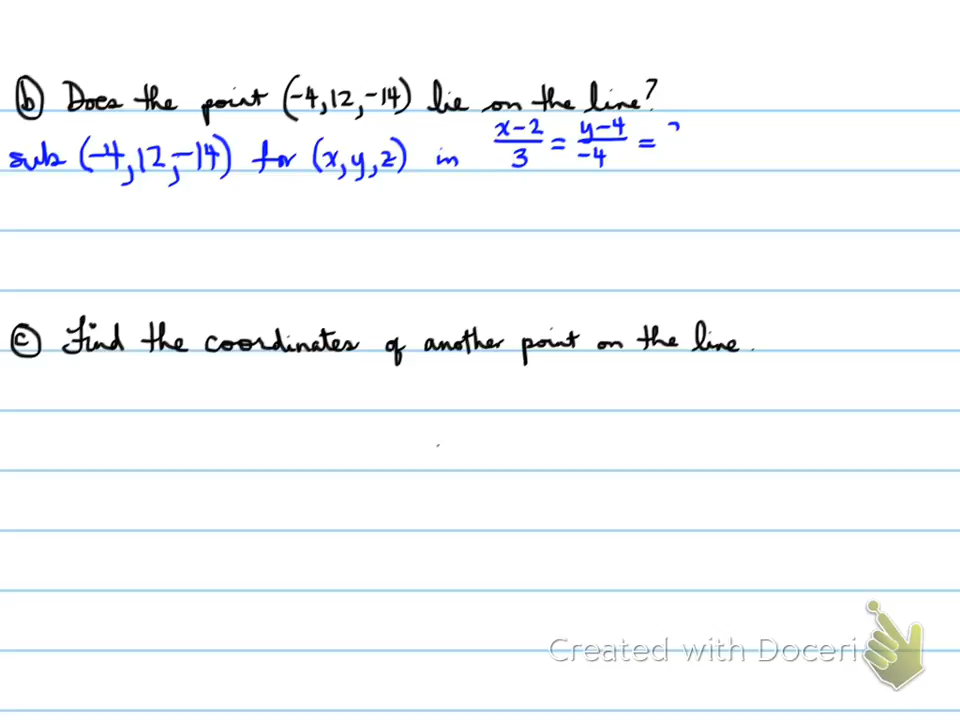 (b) Does the point (-4,12,-14) lie on the line?
sub (-4,12,-14) for (x,y,z) in x-2/3 = y-4/-4 =
(c) Find the coordinates of another point on the line.
Created with Doceri